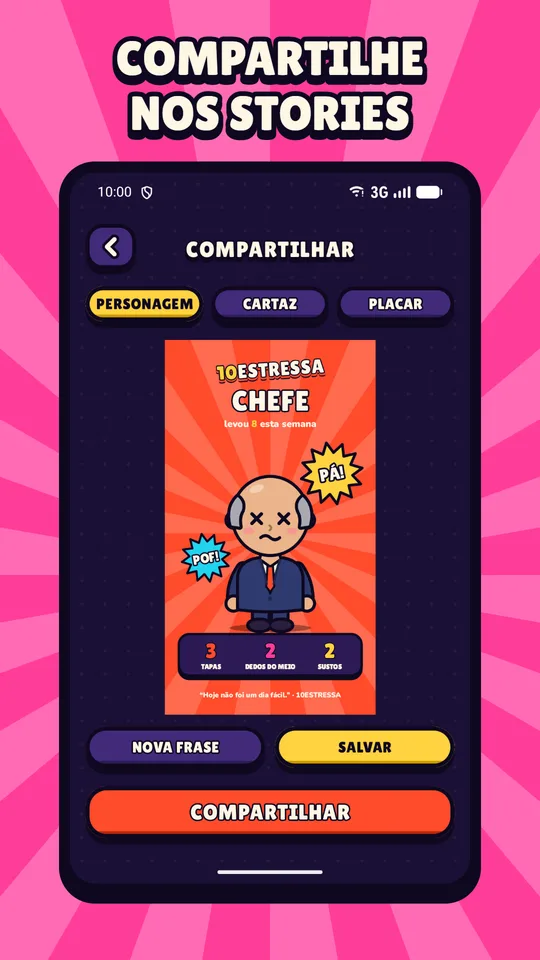 COMPARTILHE
NOS STORIES
10:00 3G
COMPARTILHAR
PERSONAGEM CARTAZ PLACAR
10ESTRESSA
CHEFE
levou 8 esta semana
PÁ!
POF!
3 2 2
TAPAS DEDOS DO MEIO SUSTOS
"Hoje não foi um dia fácil." · 10ESTRESSA
NOVA FRASE SALVAR
COMPARTILHAR